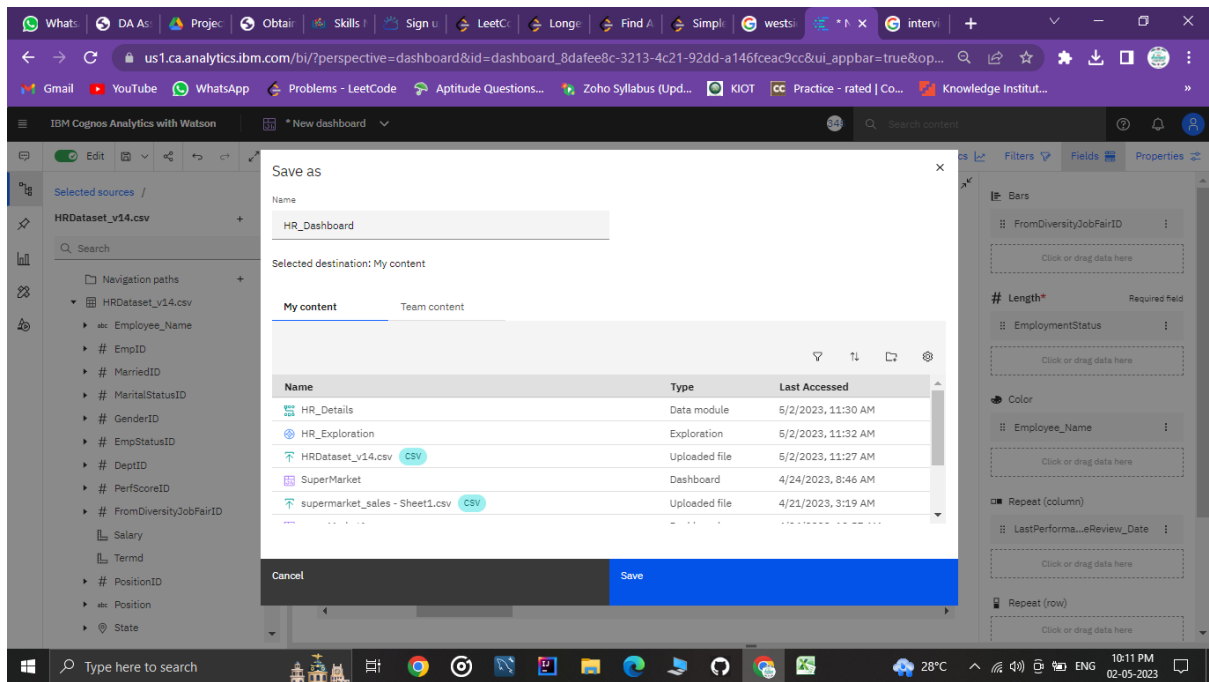 Whats DA As Projec Obtain Skills Sign u LeetCo Longe Find A Simple westsi * N intervi
us1.ca.analytics.ibm.com/bi/?perspective=dashboard&id=dashboard_8dafee8c-3213-4c21-92dd-a146fceac9cc&ui_appbar=true&op...
Gmail YouTube WhatsApp Problems - LeetCode Aptitude Questions... Zoho Syllabus (Upd... KIOT Practice - rated | Co... Knowledge Institut... »
IBM Cognos Analytics with Watson * New dashboard 34 Search content
Edit cs Filters Fields Properties
Save as
Name
HR_Dashboard
Selected destination: My content
My content Team content
Name Type Last Accessed
HR_Details Data module 5/2/2023, 11:30 AM
HR_Exploration Exploration 5/2/2023, 11:32 AM
HRDataset_v14.csv CSV Uploaded file 5/2/2023, 11:27 AM
SuperMarket Dashboard 4/24/2023, 8:46 AM
supermarket_sales - Sheet1.csv CSV Uploaded file 4/21/2023, 3:19 AM
Cancel Save
Selected sources /
HRDataset_v14.csv +
Search
Navigation paths +
HRDataset_v14.csv
abc Employee_Name
# EmpID
# MarriedID
# MaritalStatusID
# GenderID
# EmpStatusID
# DeptID
# PerfScoreID
# FromDiversityJobFairID
Salary
Termd
# PositionID
abc Position
State
Bars
FromDiversityJobFairID
Click or drag data here
# Length* Required field
EmploymentStatus
Click or drag data here
Color
Employee_Name
Click or drag data here
Repeat (column)
LastPerforma...eReview_Date
Click or drag data here
Repeat (row)
Click or drag data here
Type here to search 28°C ENG 10:11 PM
02-05-2023